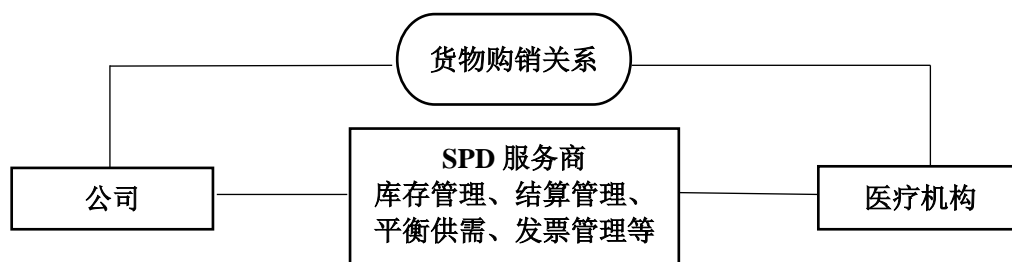 货物购销关系
SPD 服务商
库存管理、结算管理、
平衡供需、发票管理等
公司
医疗机构